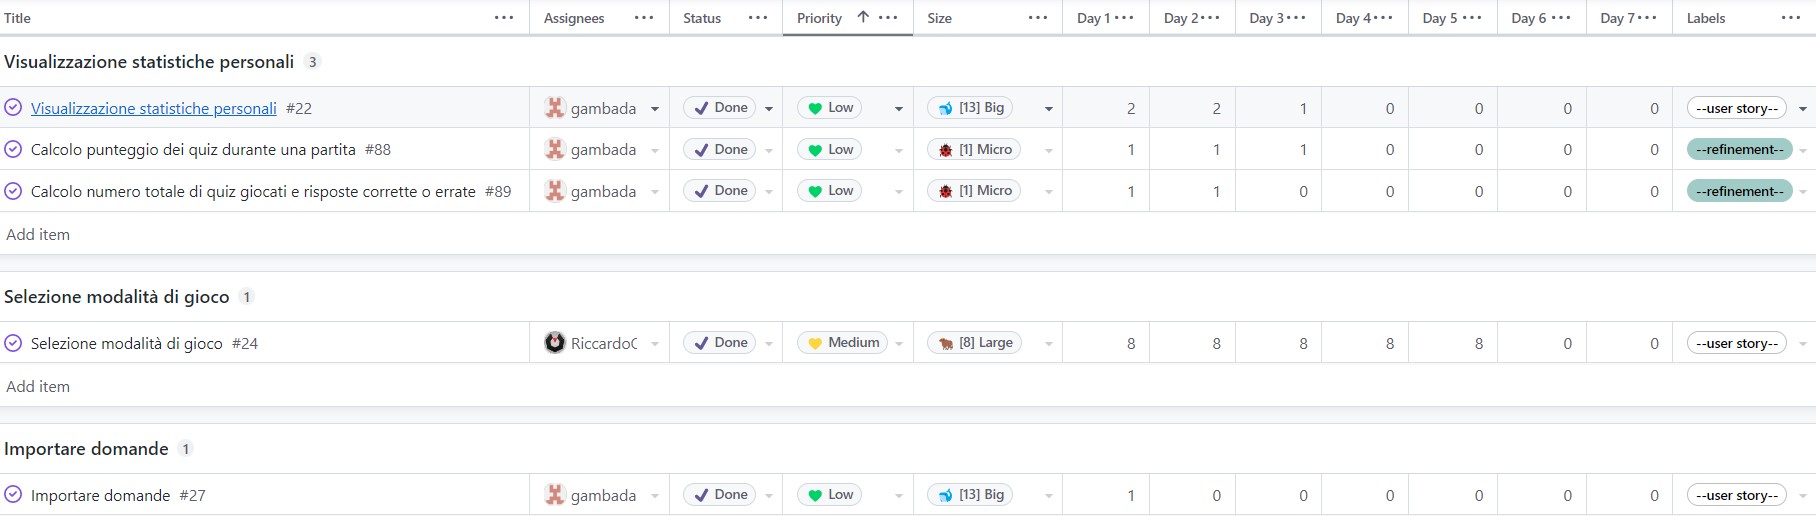 Title ... Assignees ... Status ... Priority ↑ ... Size ... Day 1 ... Day 2 ... Day 3 ... Day 4 ... Day 5 ... Day 6 ... Day 7 ... Labels ...
Visualizzazione statistiche personali 3
Visualizzazione statistiche personali #22 gambada Done Low [13] Big 2 2 1 0 0 0 0 --user story--
Calcolo punteggio dei quiz durante una partita #88 gambada Done Low [1] Micro 1 1 1 0 0 0 0 --refinement--
Calcolo numero totale di quiz giocati e risposte corrette o errate #89 gambada Done Low [1] Micro 1 1 0 0 0 0 0 --refinement--
Add item
Selezione modalità di gioco 1
Selezione modalità di gioco #24 Riccardo Done Medium [8] Large 8 8 8 8 8 0 0 --user story--
Add item
Importare domande 1
Importare domande #27 gambada Done Low [13] Big 1 0 0 0 0 0 0 --user story--